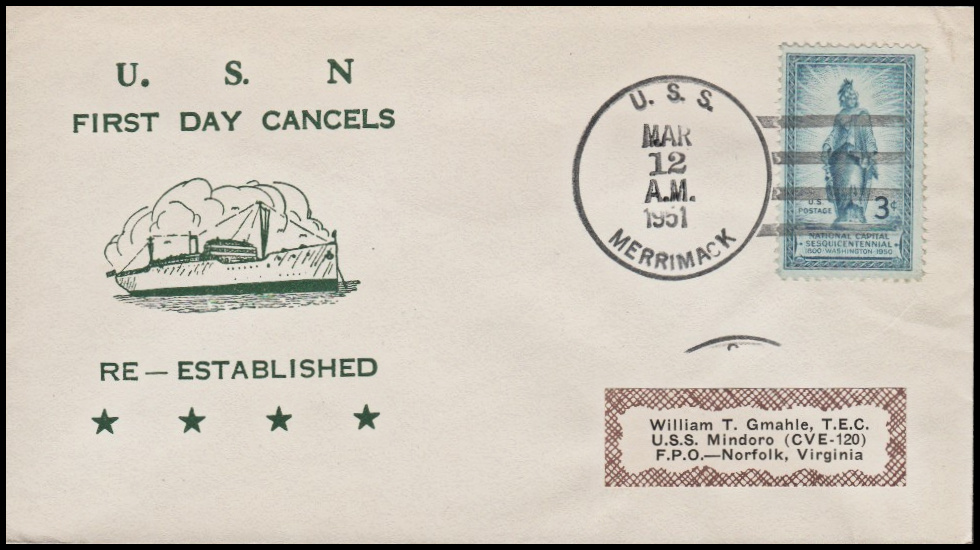 U. S. N
FIRST DAY CANCELS
RE — ESTABLISHED
U. S. S.
MAR
12
A.M.
1951
MERRIMACK
U.S.
POSTAGE
3¢
NATIONAL CAPITAL
SESQUICENTENNIAL
1800 · WASHINGTON · 1950
William T. Gmahle, T.E.C.
U.S.S. Mindoro (CVE-120)
F.P.O.—Norfolk, Virginia